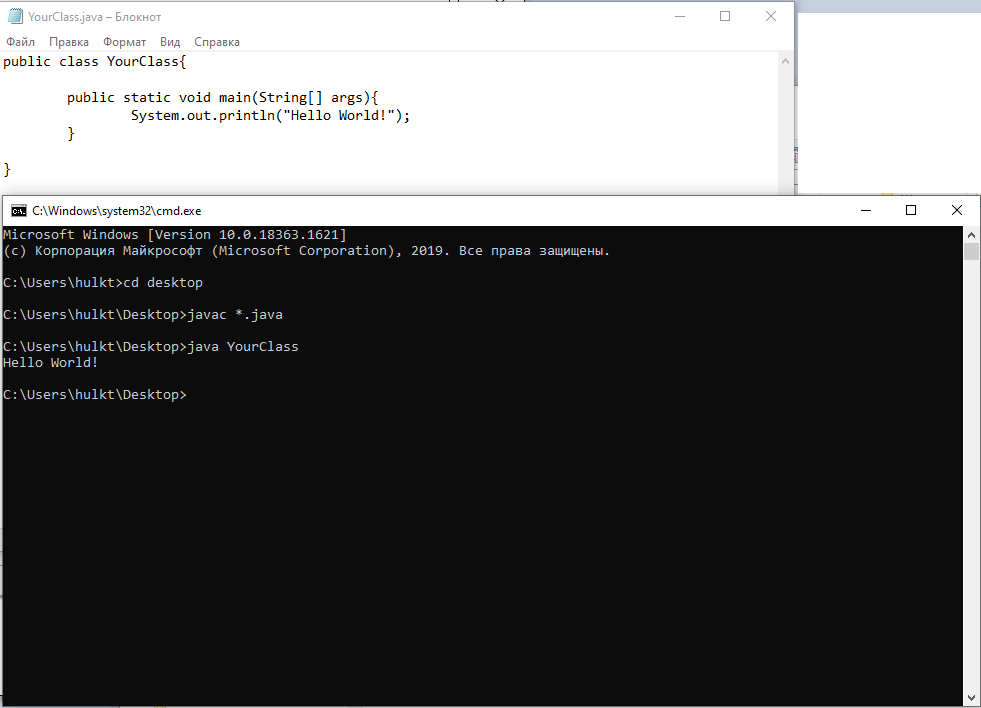 YourClass.java – Блокнот
Файл Правка Формат Вид Справка
public class YourClass{
public static void main(String[] args){
System.out.println("Hello World!");
}
}
C:\Windows\system32\cmd.exe
Microsoft Windows [Version 10.0.18363.1621]
(c) Корпорация Майкрософт (Microsoft Corporation), 2019. Все права защищены.
C:\Users\hulkt>cd desktop
C:\Users\hulkt\Desktop>javac *.java
C:\Users\hulkt\Desktop>java YourClass
Hello World!
C:\Users\hulkt\Desktop>